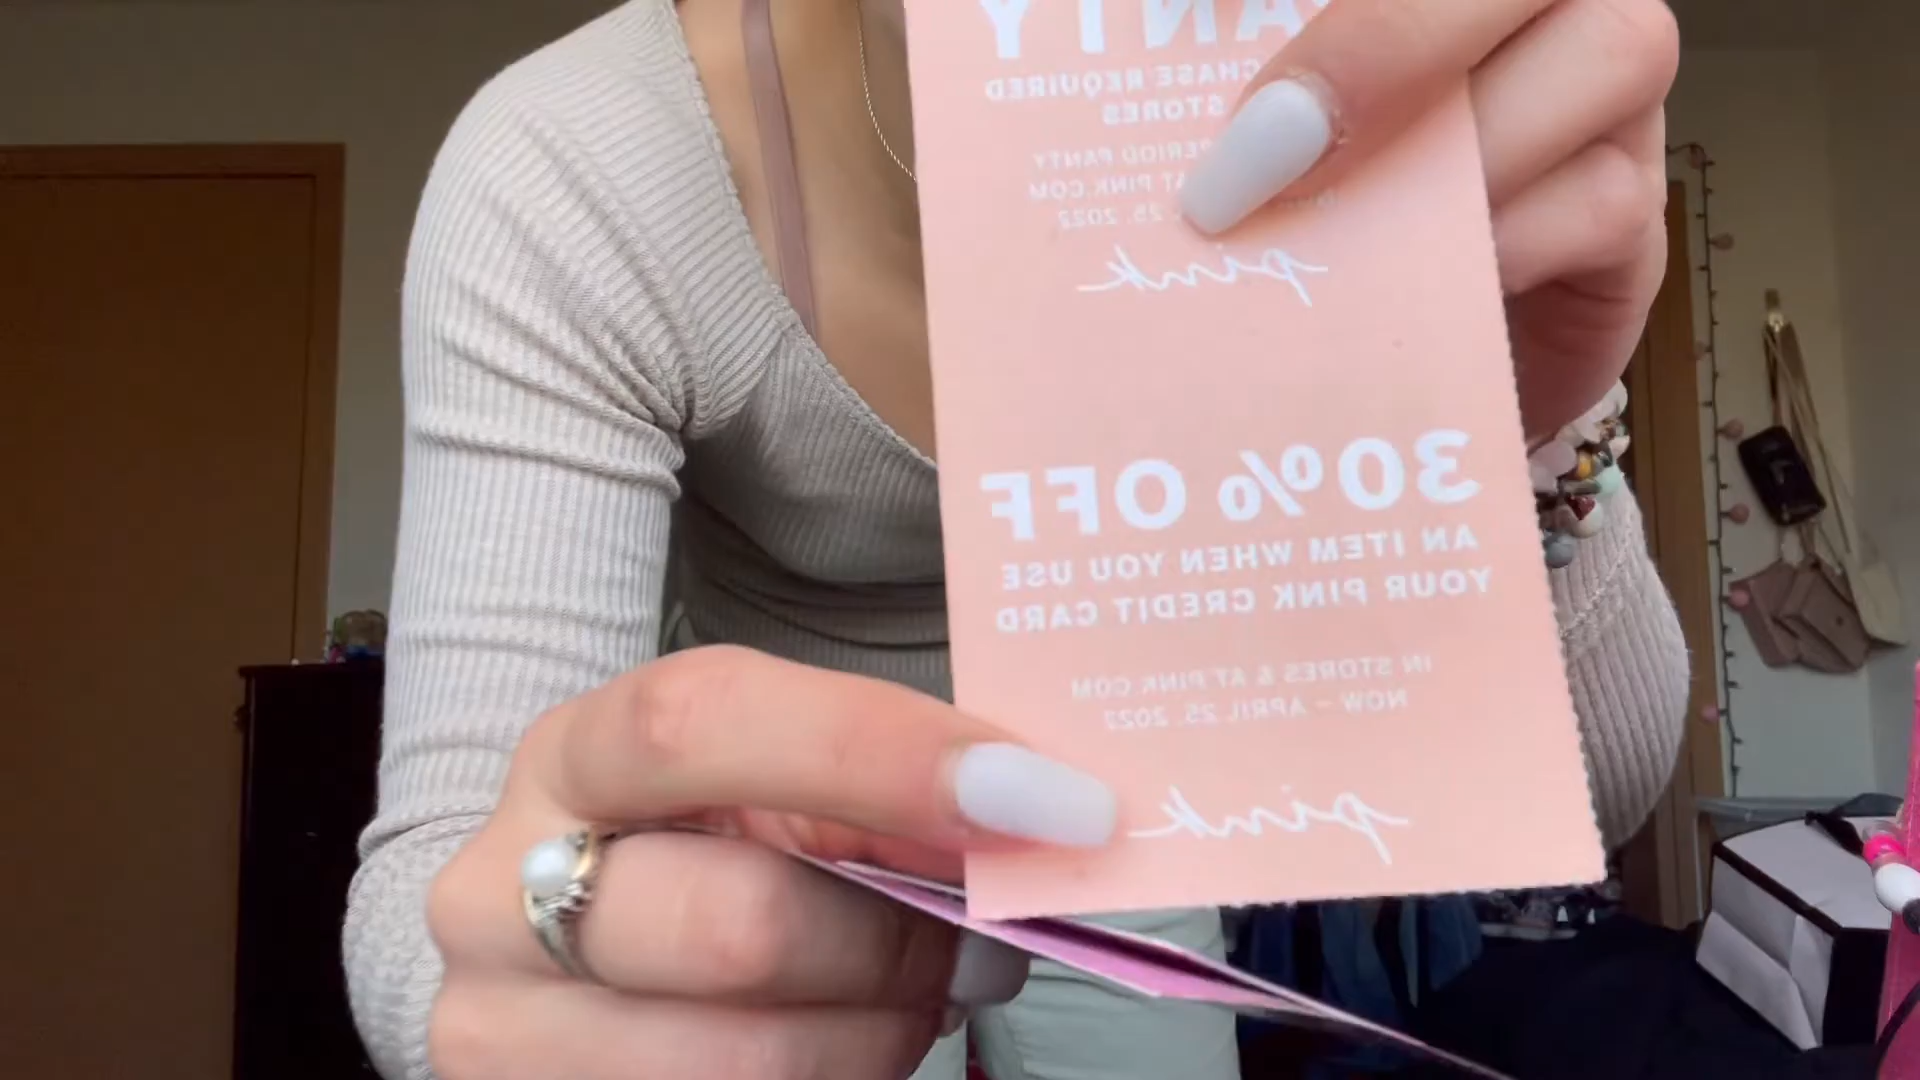 PANTY
CHASE REQUIRED
STORES
PERIOD PANTY
AT PINK.COM
25, 2022
pink
30% OFF
AN ITEM WHEN YOU USE
YOUR PINK CREDIT CARD
IN STORES & AT PINK.COM
NOW – APRIL 25, 2022
pink